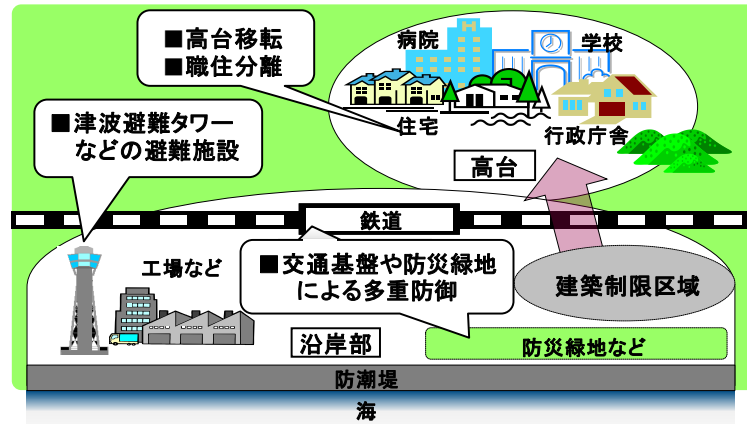 ■高台移転
■職住分離
病院
学校
住宅
行政庁舎
高台
■津波避難タワー
などの避難施設
鉄道
工場など
■交通基盤や防災緑地
による多重防御
建築制限区域
沿岸部
防災緑地など
防潮堤
海